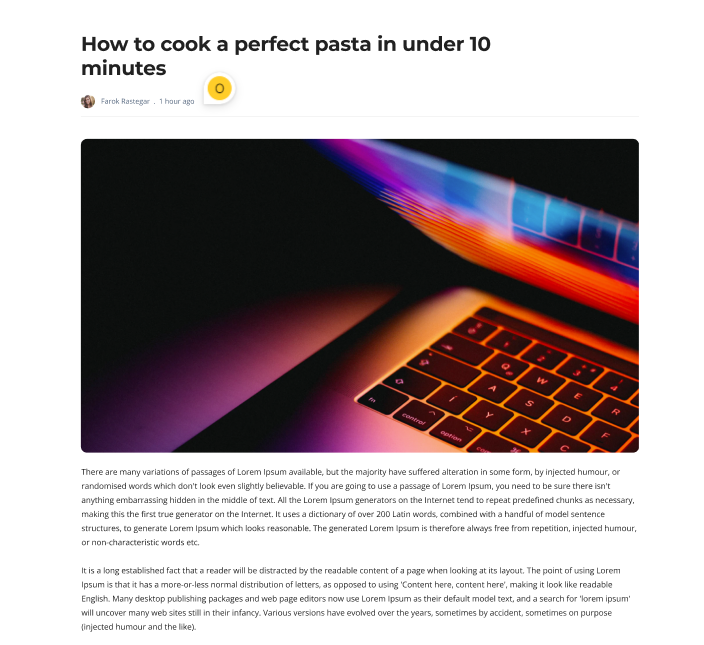 How to cook a perfect pasta in under 10
minutes
Farok Rastegar . 1 hour ago
O
fn
control
option
A
S
D
F
Q
W
E
R
Y
X
C
There are many variations of passages of Lorem Ipsum available, but the majority have suffered alteration in some form, by injected humour, or
randomised words which don't look even slightly believable. If you are going to use a passage of Lorem Ipsum, you need to be sure there isn't
anything embarrassing hidden in the middle of text. All the Lorem Ipsum generators on the Internet tend to repeat predefined chunks as necessary,
making this the first true generator on the Internet. It uses a dictionary of over 200 Latin words, combined with a handful of model sentence
structures, to generate Lorem Ipsum which looks reasonable. The generated Lorem Ipsum is therefore always free from repetition, injected humour,
or non-characteristic words etc.
It is a long established fact that a reader will be distracted by the readable content of a page when looking at its layout. The point of using Lorem
Ipsum is that it has a more-or-less normal distribution of letters, as opposed to using 'Content here, content here', making it look like readable
English. Many desktop publishing packages and web page editors now use Lorem Ipsum as their default model text, and a search for 'lorem ipsum'
will uncover many web sites still in their infancy. Various versions have evolved over the years, sometimes by accident, sometimes on purpose
(injected humour and the like).